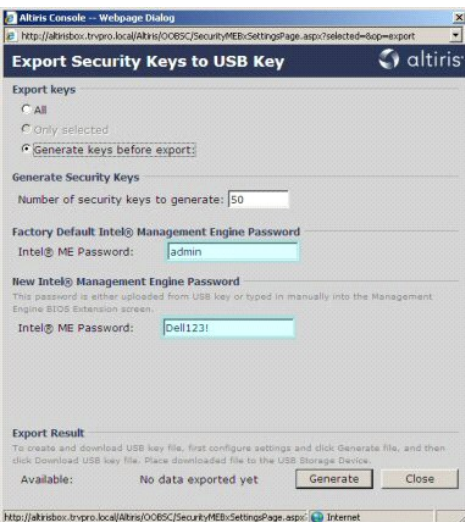 Altiris Console -- Webpage Dialog
http://altirisbox.trvpro.local/Altiris/OOBSC/SecurityMEBxSettingsPage.aspx?selected=&op=export
Export Security Keys to USB Key
altiris
Export keys
All
Only selected
Generate keys before export:
Generate Security Keys
Number of security keys to generate: 50
Factory Default Intel® Management Engine Password
Intel® ME Password: admin
New Intel® Management Engine Password
This password is either uploaded from USB key or typed in manually into the Management
Engine BIOS Extension screen.
Intel® ME Password: Dell123!
Export Result
To create and download USB key file, first configure settings and click Generate file, and then
click Download USB key file. Place downloaded file to the USB Storage Device.
Available: No data exported yet Generate Close
http://altirisbox.trvpro.local/Altiris/OOBSC/SecurityMEBxSettingsPage.aspx Internet